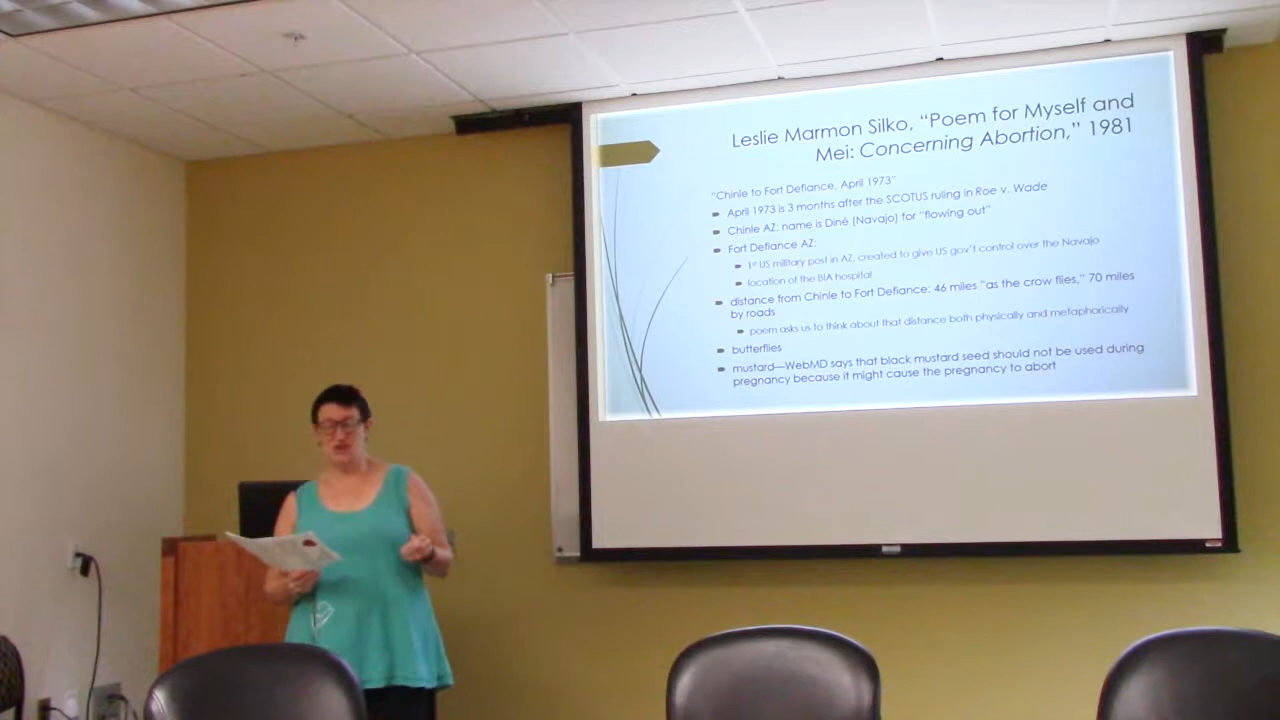 Leslie Marmon Silko, “Poem for Myself and
Mei: Concerning Abortion,” 1981
“Chinle to Fort Defiance, April 1973”
April 1973 is 3 months after the SCOTUS ruling in Roe v. Wade
Chinle AZ: name is Diné (Navajo) for “flowing out”
Fort Defiance AZ:
1st US military post in AZ, created to give US gov’t control over the Navajo
location of the BIA hospital
distance from Chinle to Fort Defiance: 46 miles “as the crow flies,” 70 miles
by roads
poem asks us to think about that distance both physically and metaphorically
butterflies
mustard—WebMD says that black mustard seed should not be used during
pregnancy because it might cause the pregnancy to abort